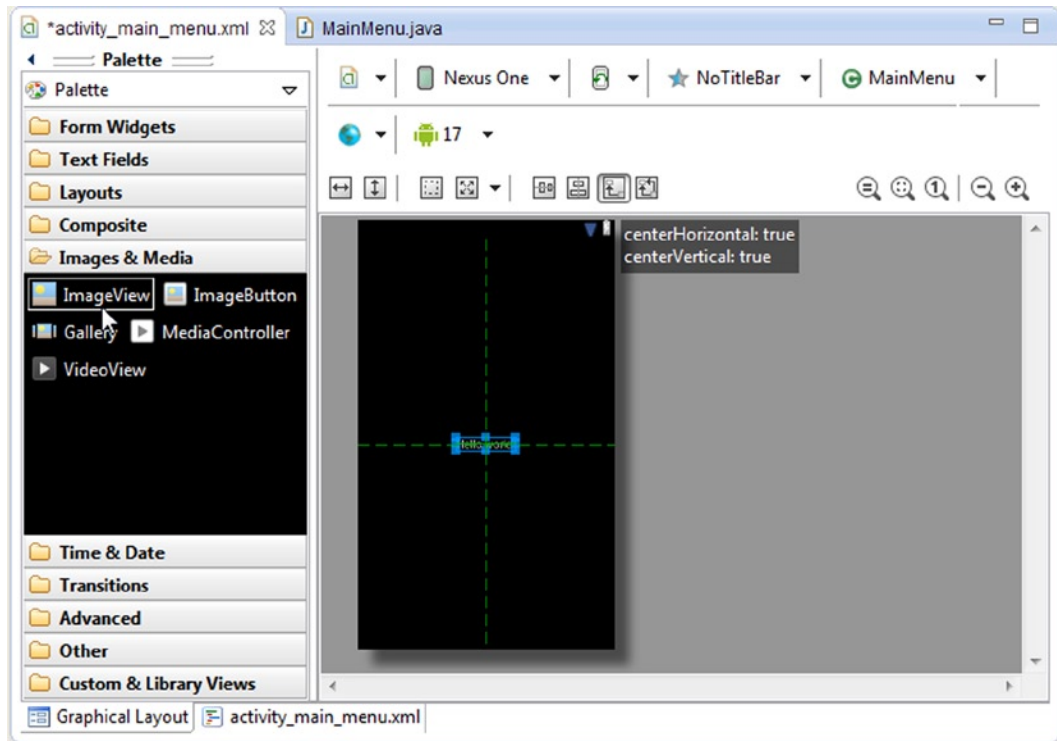 *activity_main_menu.xml MainMenu.java
Palette
Palette
Form Widgets
Text Fields
Layouts
Composite
Images & Media
ImageView ImageButton
Gallery MediaController
VideoView
Time & Date
Transitions
Advanced
Other
Custom & Library Views
Nexus One NoTitleBar MainMenu
17
centerHorizontal: true
centerVertical: true
Graphical Layout activity_main_menu.xml